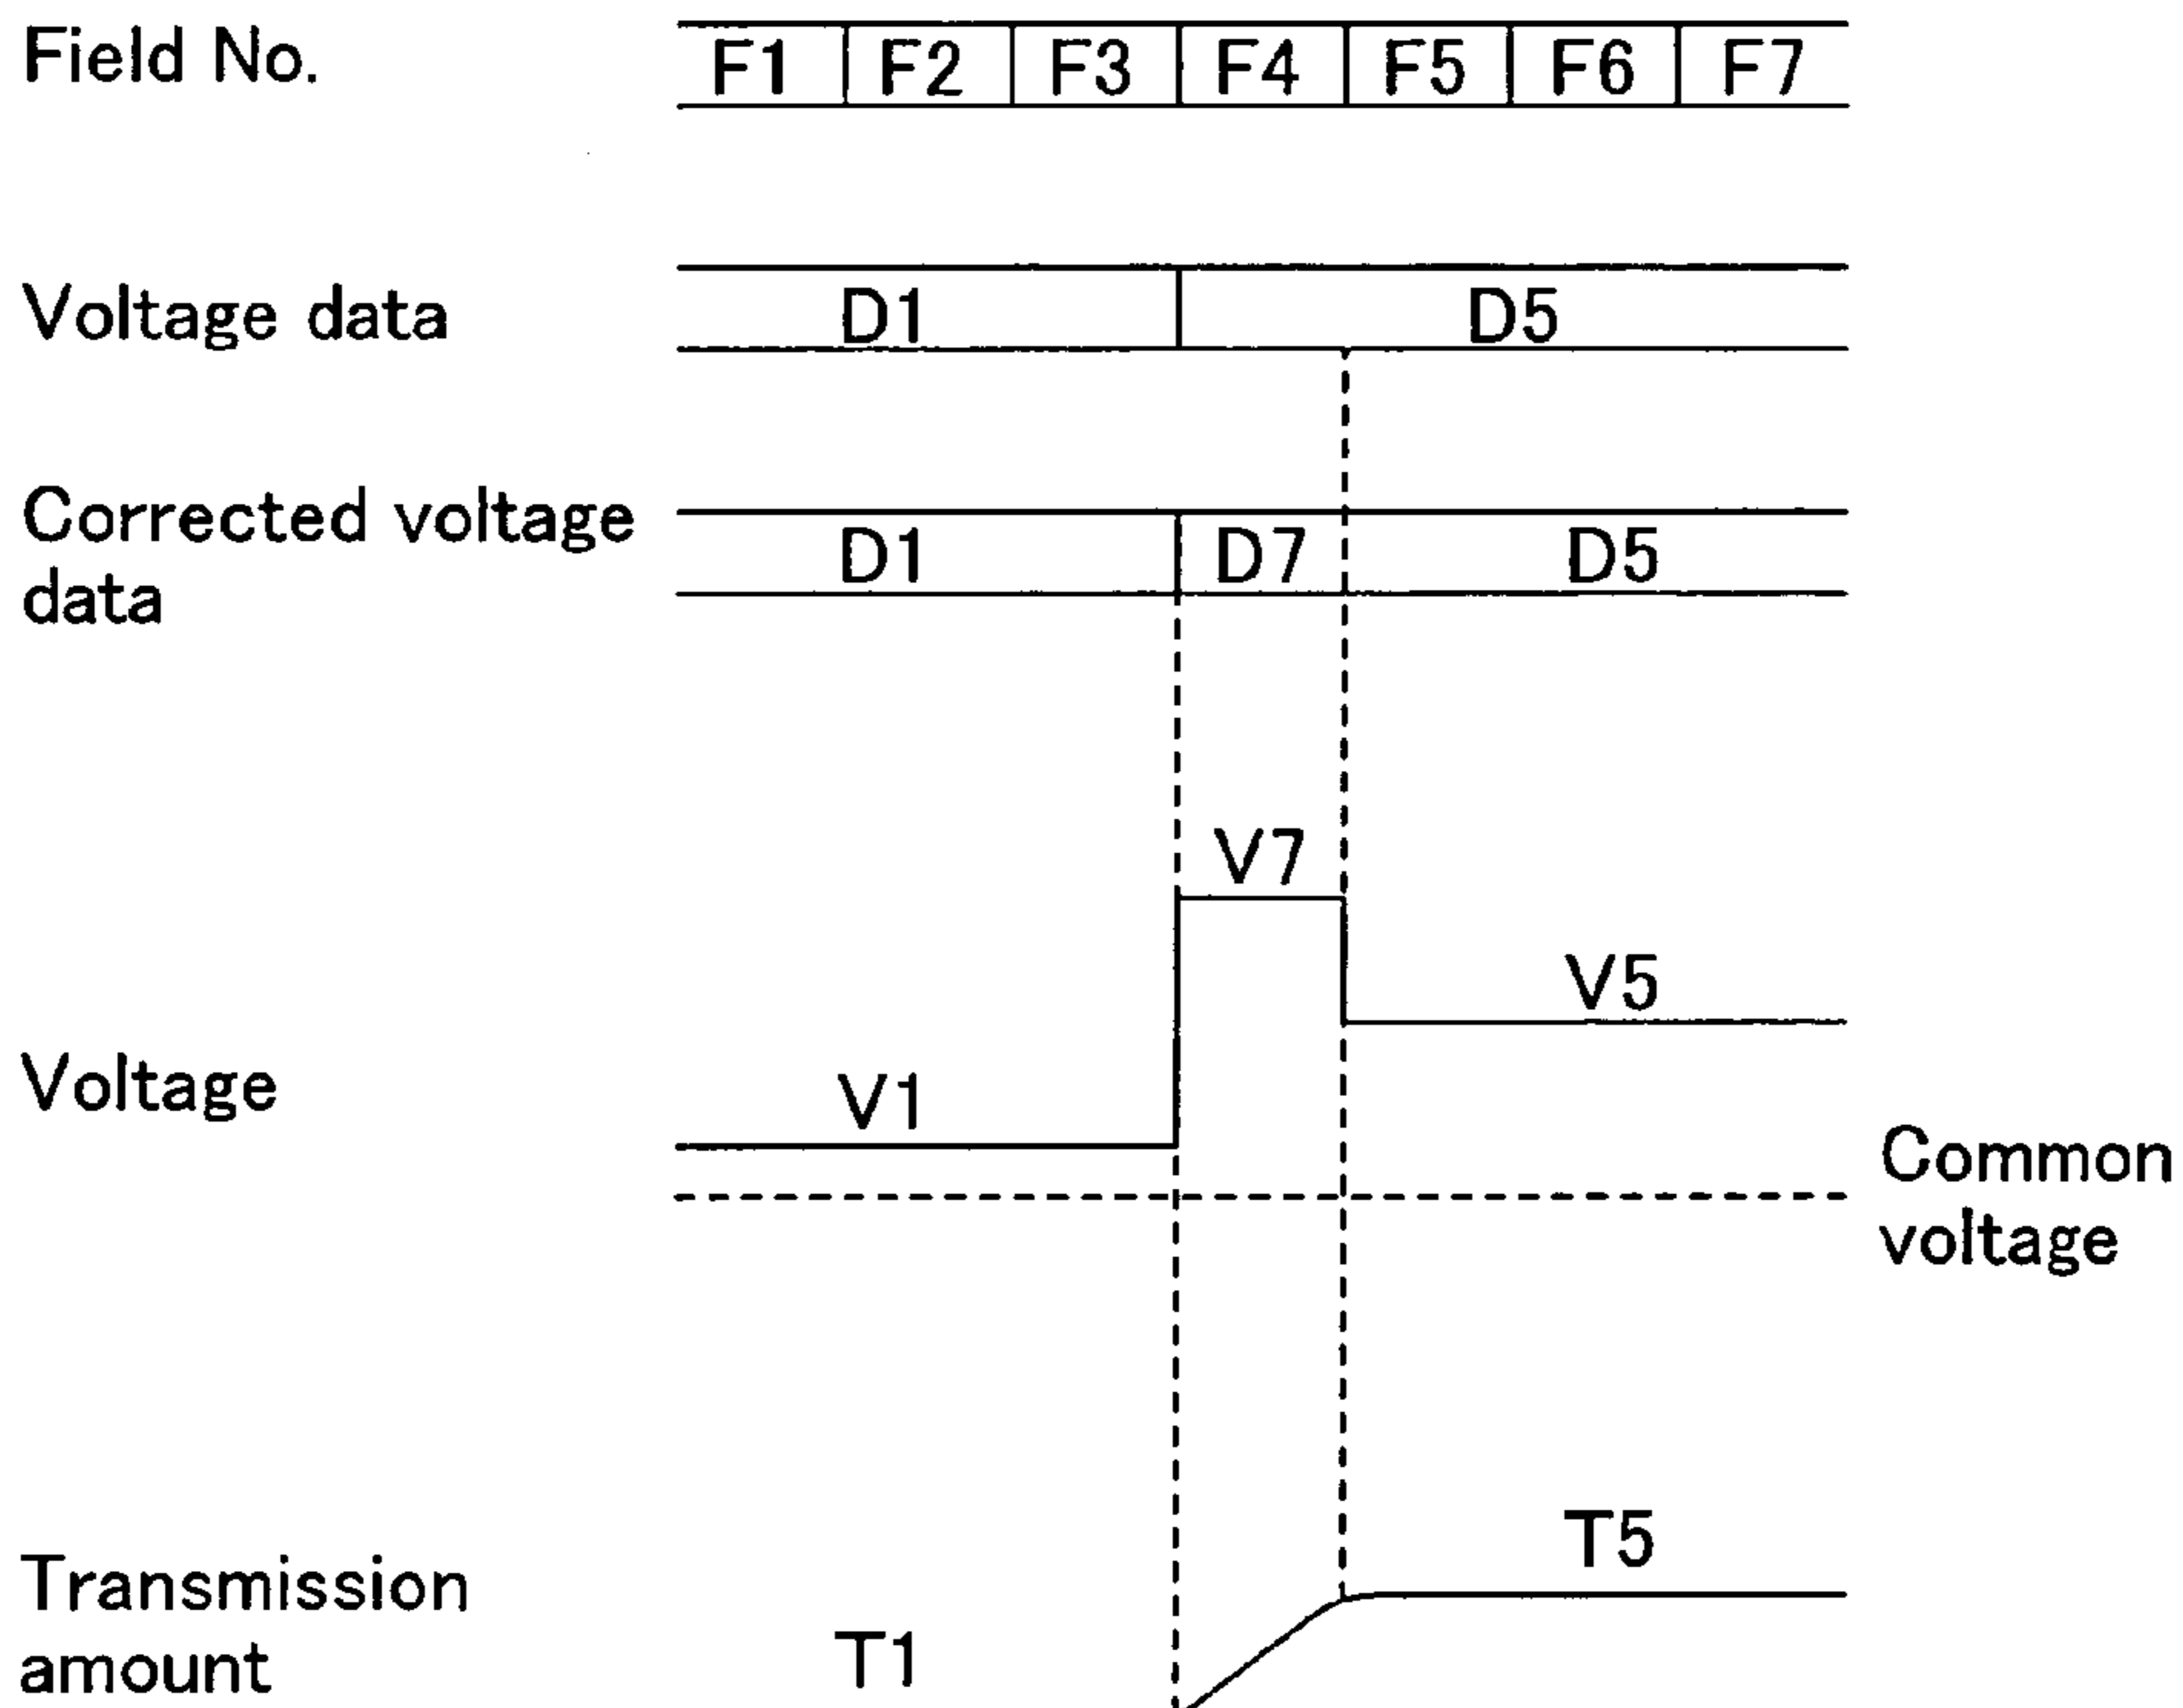 Field No.
F1 F2 F3 F4 F5 F6 F7
Voltage data
D1 D5
Corrected voltage
data
D1 D7 D5
V7
V5
Voltage
V1
Common
voltage
T5
Transmission
amount
T1